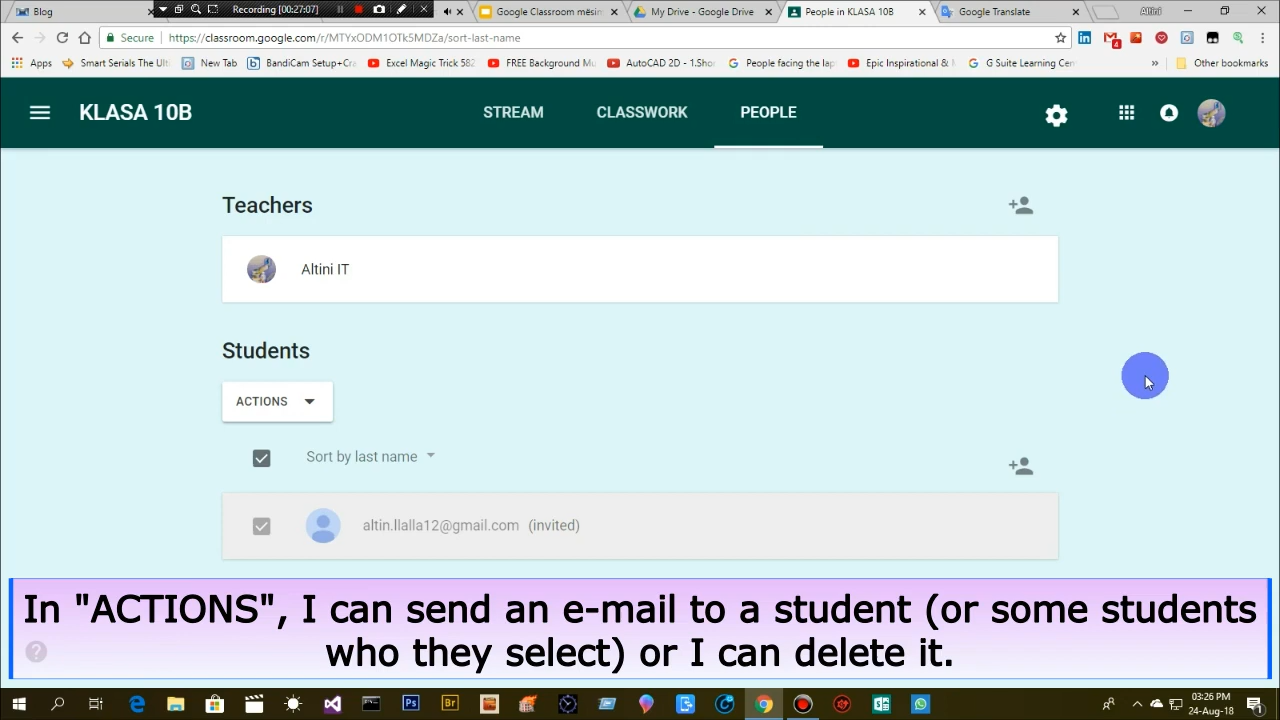 Blog
Recording [00:27:07]
Google Classroom mësim
My Drive - Google Drive
People in KLASA 10B
Google Translate
Altini
Secure
https://classroom.google.com/r/MTYxODM1OTk5MDZa/sort-last-name
4
Apps
Smart Serials The Ult
New Tab
BandiCam Setup+Cra
Excel Magic Trick 582
FREE Background Mu
AutoCAD 2D - 1.Shor
People facing the lap
Epic Inspirational &
G Suite Learning Cen
»
Other bookmarks
KLASA 10B
STREAM
CLASSWORK
PEOPLE
Teachers
Altini IT
Students
ACTIONS
Sort by last name
altin.llalla12@gmail.com (invited)
In "ACTIONS", I can send an e-mail to a student (or some students
who they select) or I can delete it.
?
Ps
Br
03:26 PM
24-Aug-18
1